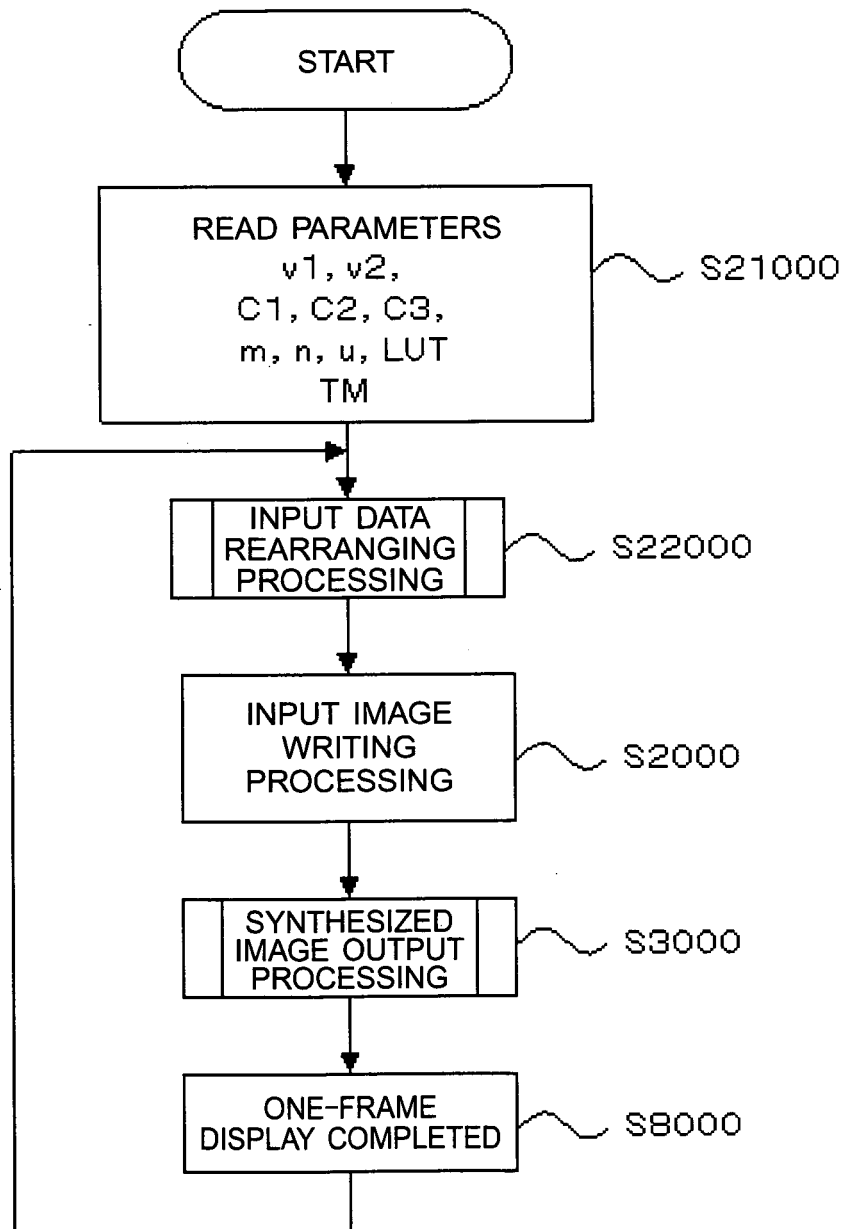 START
READ PARAMETERS
v1, v2,
C1, C2, C3,
m, n, u, LUT
TM
S21000
INPUT DATA
REARRANGING
PROCESSING
S22000
INPUT IMAGE
WRITING
PROCESSING
S2000
SYNTHESIZED
IMAGE OUTPUT
PROCESSING
S3000
ONE-FRAME
DISPLAY COMPLETED
S8000